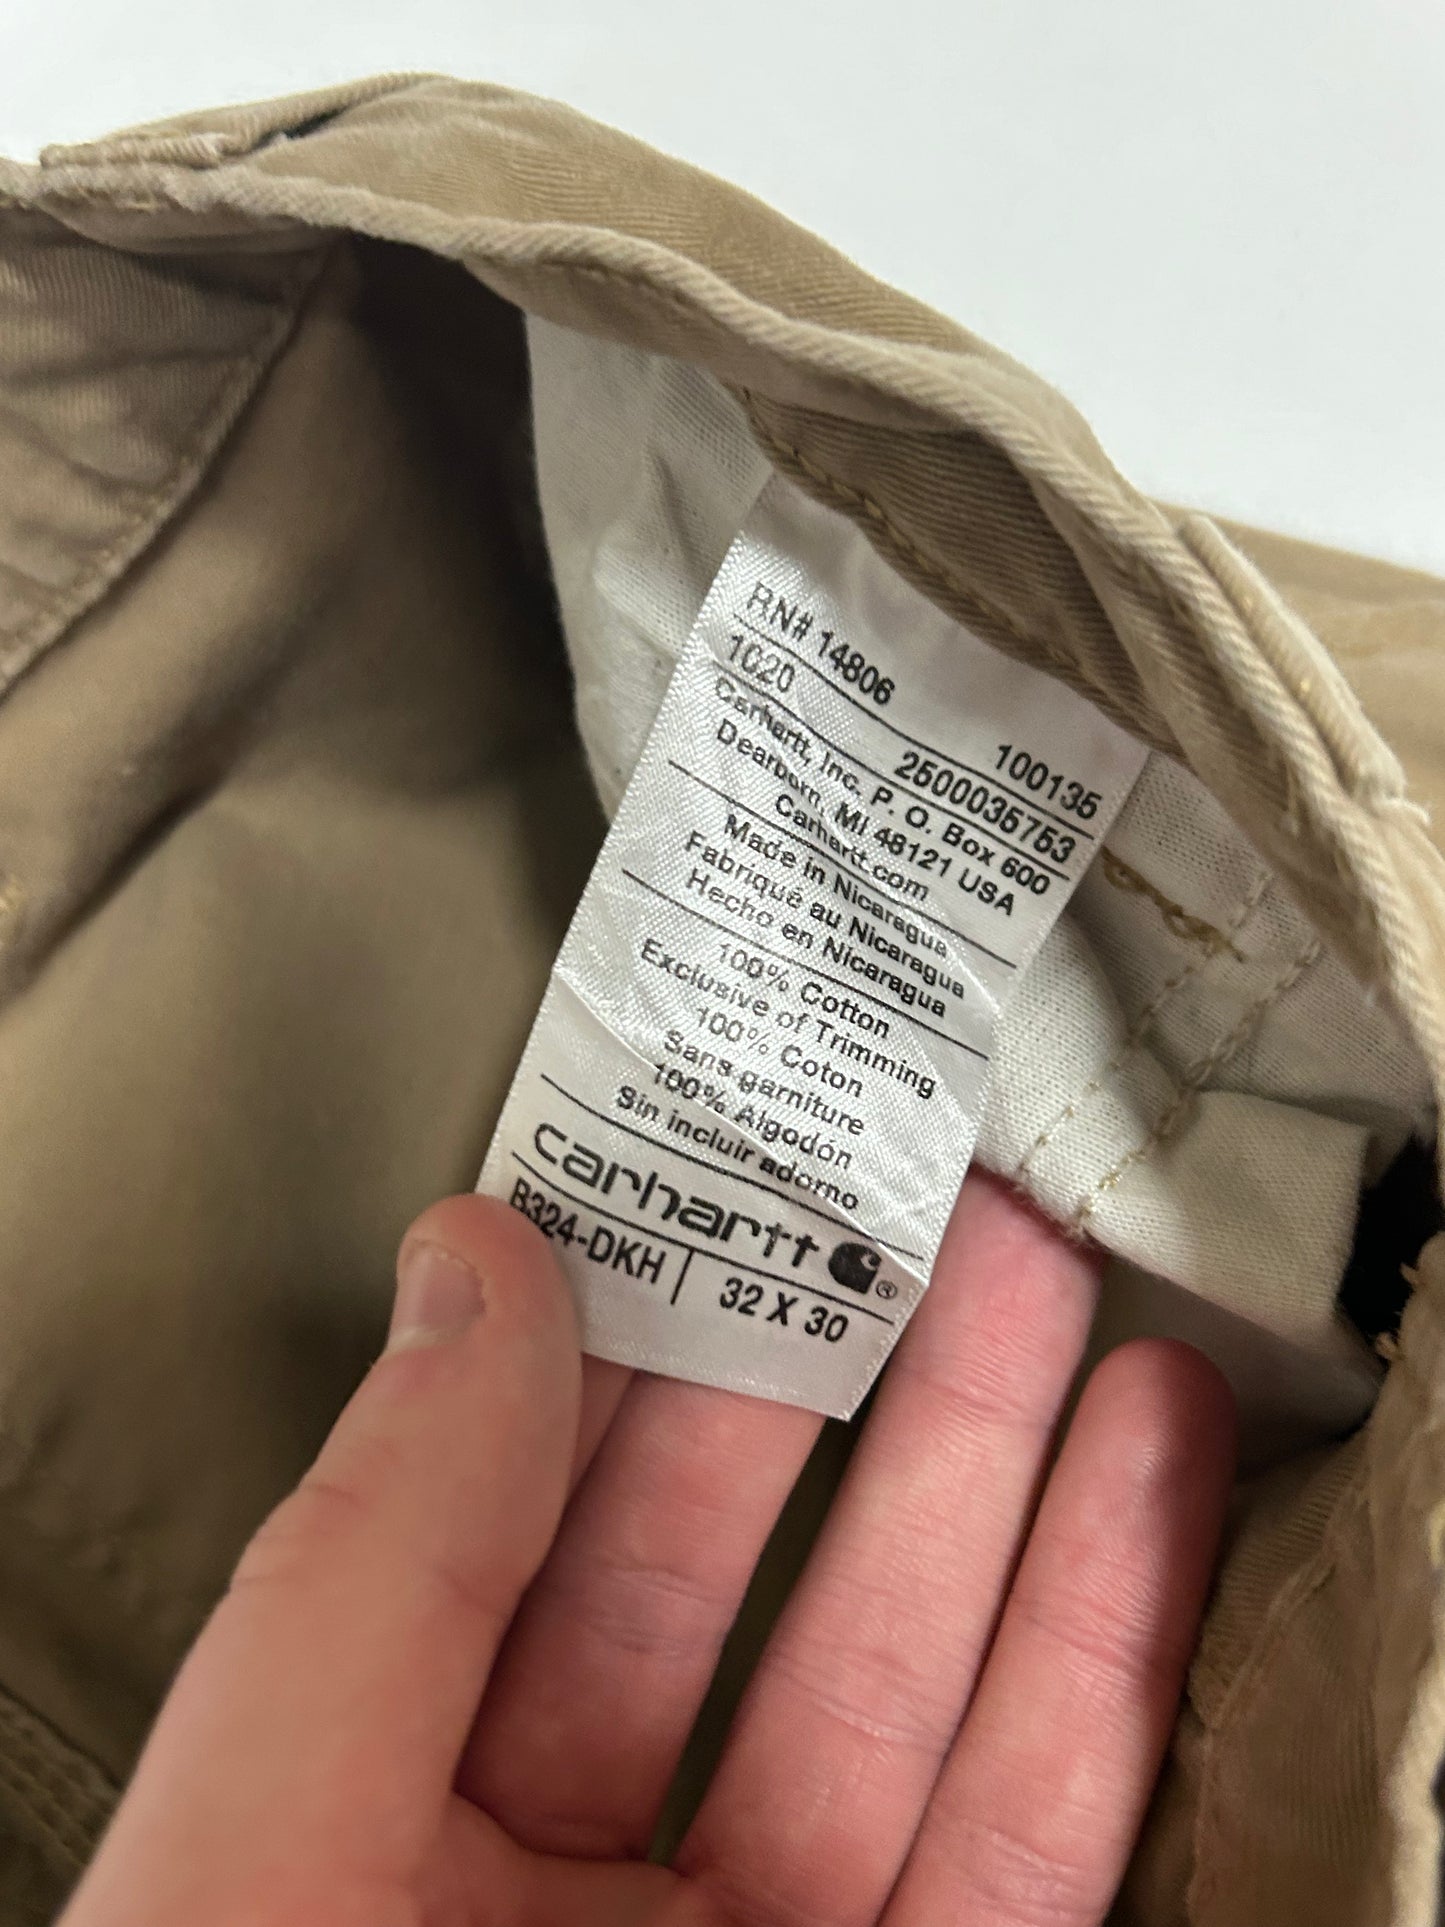 RN# 14806 100135
1020 2500035753
Carhartt, Inc. P. O. Box 600
Dearborn, MI 48121 USA
Carhartt.com
Made in Nicaragua
Fabriqué au Nicaragua
Hecho en Nicaragua
100% Cotton
Exclusive of Trimming
100% Coton
Sans garniture
100% Algodón
Sin incluir adorno
carhartt ®
B324-DKH | 32 X 30